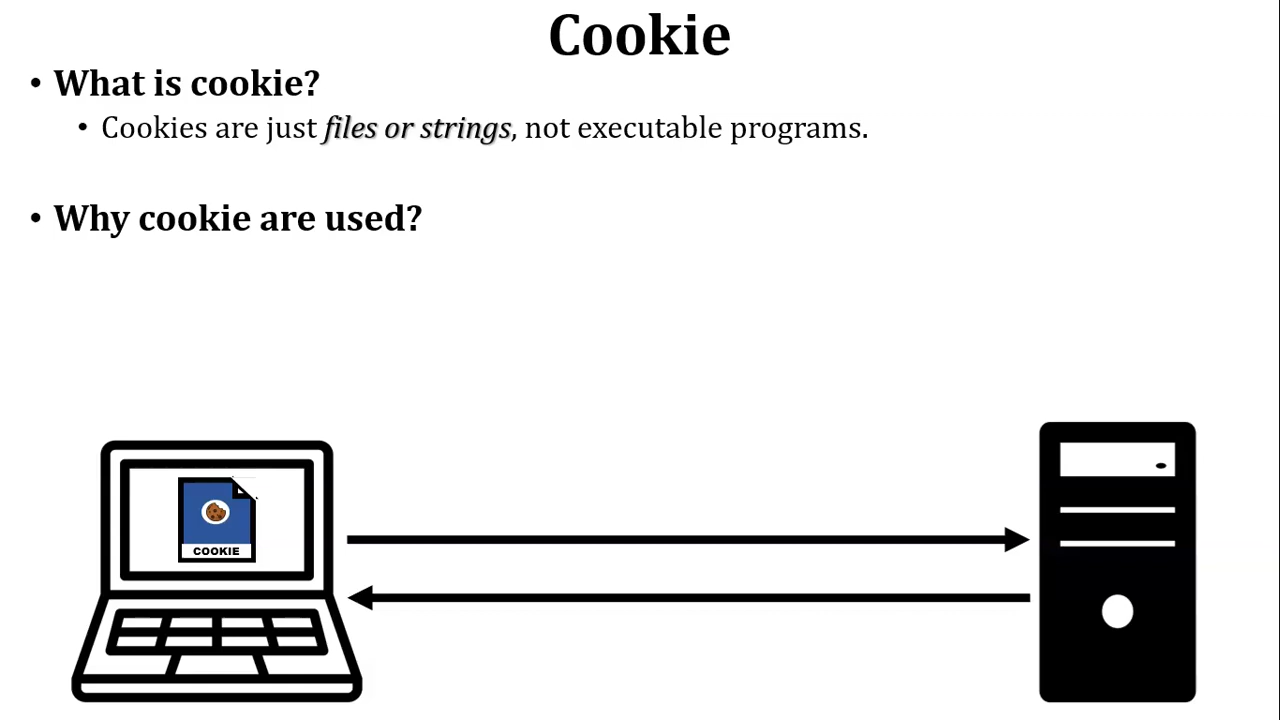 Cookie
• What is cookie?
• Cookies are just files or strings, not executable programs.
• Why cookie are used?
COOKIE